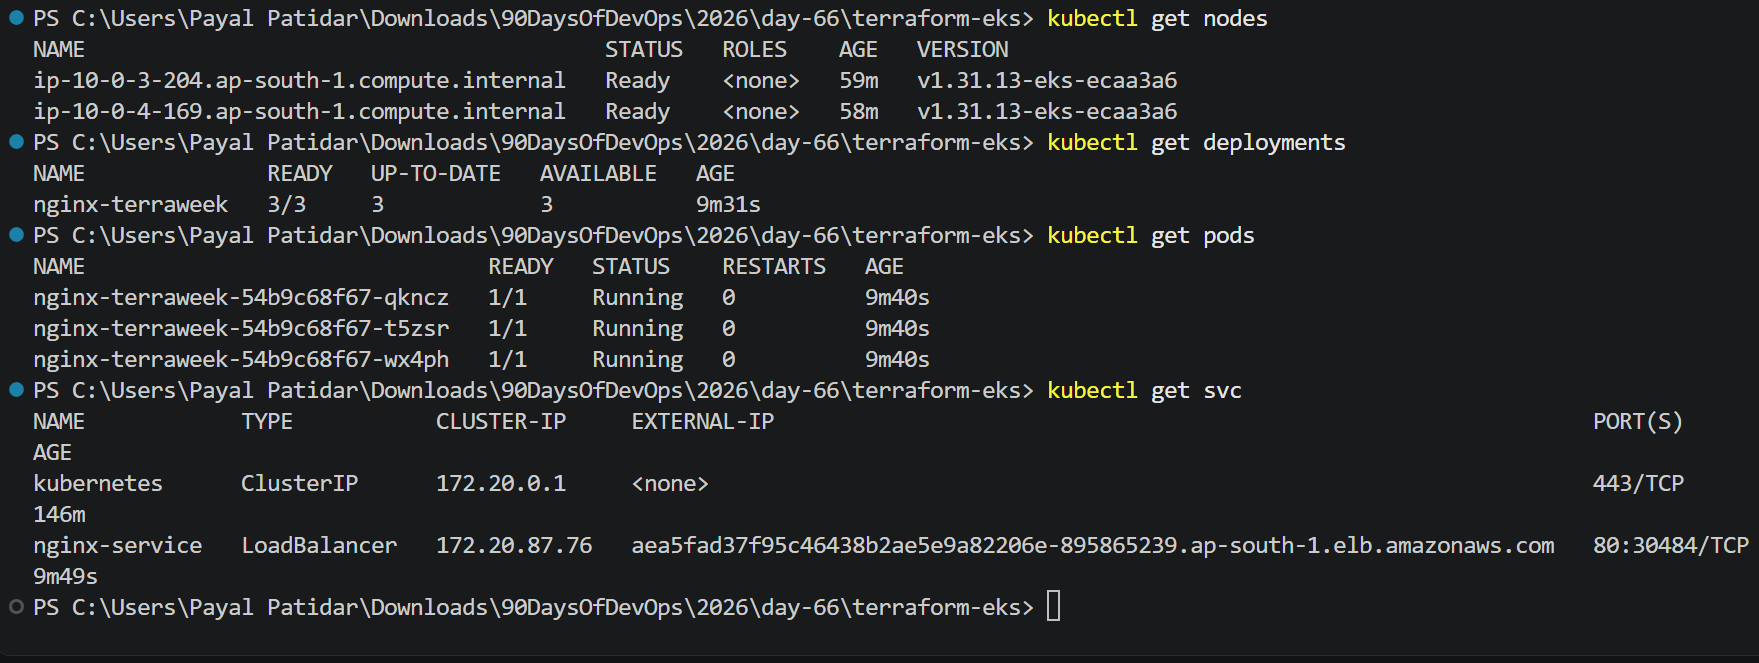 PS C:\Users\Payal Patidar\Downloads\90DaysOfDevOps\2026\day-66\terraform-eks> kubectl get nodes
NAME                                        STATUS   ROLES    AGE   VERSION
ip-10-0-3-204.ap-south-1.compute.internal   Ready    <none>   59m   v1.31.13-eks-ecaa3a6
ip-10-0-4-169.ap-south-1.compute.internal   Ready    <none>   58m   v1.31.13-eks-ecaa3a6
PS C:\Users\Payal Patidar\Downloads\90DaysOfDevOps\2026\day-66\terraform-eks> kubectl get deployments
NAME              READY   UP-TO-DATE   AVAILABLE   AGE
nginx-terraweek   3/3     3            3           9m31s
PS C:\Users\Payal Patidar\Downloads\90DaysOfDevOps\2026\day-66\terraform-eks> kubectl get pods
NAME                               READY   STATUS    RESTARTS   AGE
nginx-terraweek-54b9c68f67-qkncz   1/1     Running   0          9m40s
nginx-terraweek-54b9c68f67-t5zsr   1/1     Running   0          9m40s
nginx-terraweek-54b9c68f67-wx4ph   1/1     Running   0          9m40s
PS C:\Users\Payal Patidar\Downloads\90DaysOfDevOps\2026\day-66\terraform-eks> kubectl get svc
NAME            TYPE           CLUSTER-IP     EXTERNAL-IP                                                               PORT(S)
AGE
kubernetes      ClusterIP      172.20.0.1     <none>                                                                    443/TCP
146m
nginx-service   LoadBalancer   172.20.87.76   aea5fad37f95c46438b2ae5e9a82206e-895865239.ap-south-1.elb.amazonaws.com   80:30484/TCP
9m49s
PS C:\Users\Payal Patidar\Downloads\90DaysOfDevOps\2026\day-66\terraform-eks>